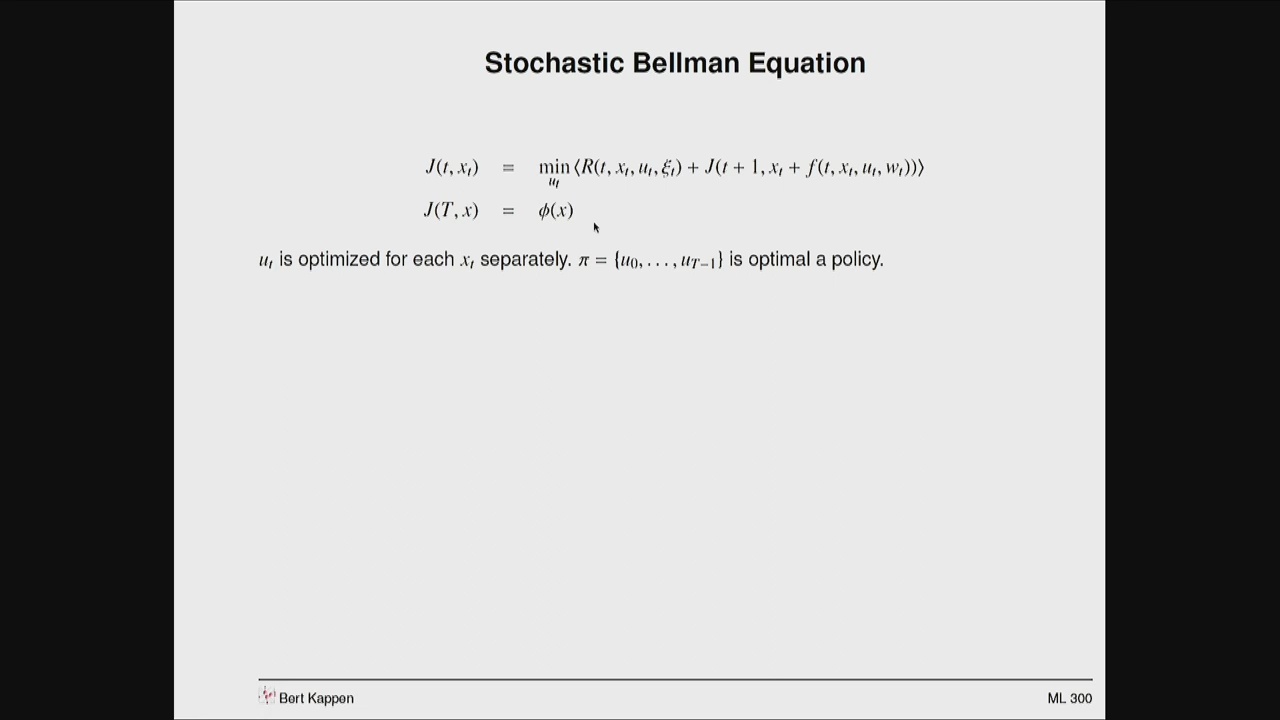 Stochastic Bellman Equation
J(t, x_t) = min_{u_t} ⟨R(t, x_t, u_t, ξ_t) + J(t + 1, x_t + f(t, x_t, u_t, w_t))⟩
J(T, x) = ϕ(x)
u_t is optimized for each x_t separately. π = {u_0, . . . , u_{T−1}} is optimal a policy.
Bert Kappen ML 300